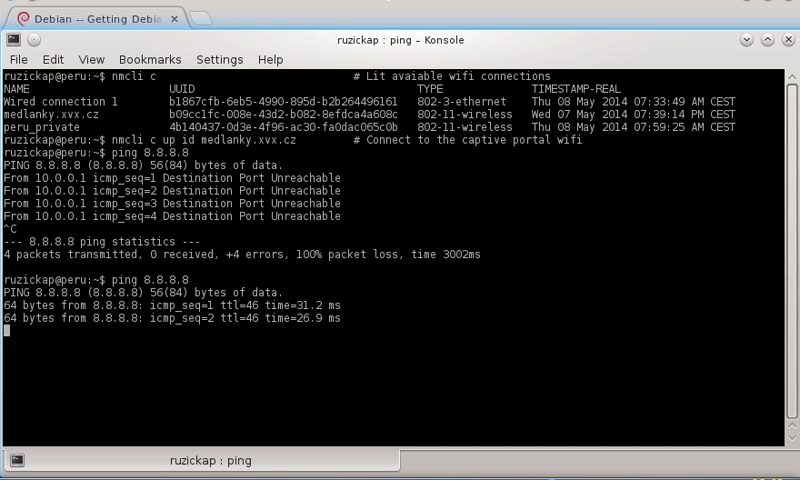 Debian -- Getting Debia
ruzickap : ping – Konsole
File Edit View Bookmarks Settings Help
ruzickap@peru:~$ nmcli c # Lit avaiable wifi connections
NAME UUID TYPE TIMESTAMP-REAL
Wired connection 1 b1867cfb-6eb5-4990-895d-b2b264496161 802-3-ethernet Thu 08 May 2014 07:33:49 AM CEST
medlanky.xvx.cz b09cc1fc-008e-43d2-b082-8efdca4a608c 802-11-wireless Wed 07 May 2014 07:39:14 PM CEST
peru_private 4b140437-0d3e-4f96-ac30-fa0dac065c0b 802-11-wireless Thu 08 May 2014 07:59:25 AM CEST
ruzickap@peru:~$ nmcli c up id medlanky.xvx.cz # Connect to the captive portal wifi
ruzickap@peru:~$ ping 8.8.8.8
PING 8.8.8.8 (8.8.8.8) 56(84) bytes of data.
From 10.0.0.1 icmp_seq=1 Destination Port Unreachable
From 10.0.0.1 icmp_seq=2 Destination Port Unreachable
From 10.0.0.1 icmp_seq=3 Destination Port Unreachable
From 10.0.0.1 icmp_seq=4 Destination Port Unreachable
^C
--- 8.8.8.8 ping statistics ---
4 packets transmitted, 0 received, +4 errors, 100% packet loss, time 3002ms
ruzickap@peru:~$ ping 8.8.8.8
PING 8.8.8.8 (8.8.8.8) 56(84) bytes of data.
64 bytes from 8.8.8.8: icmp_seq=1 ttl=46 time=31.2 ms
64 bytes from 8.8.8.8: icmp_seq=2 ttl=46 time=26.9 ms
ruzickap : ping